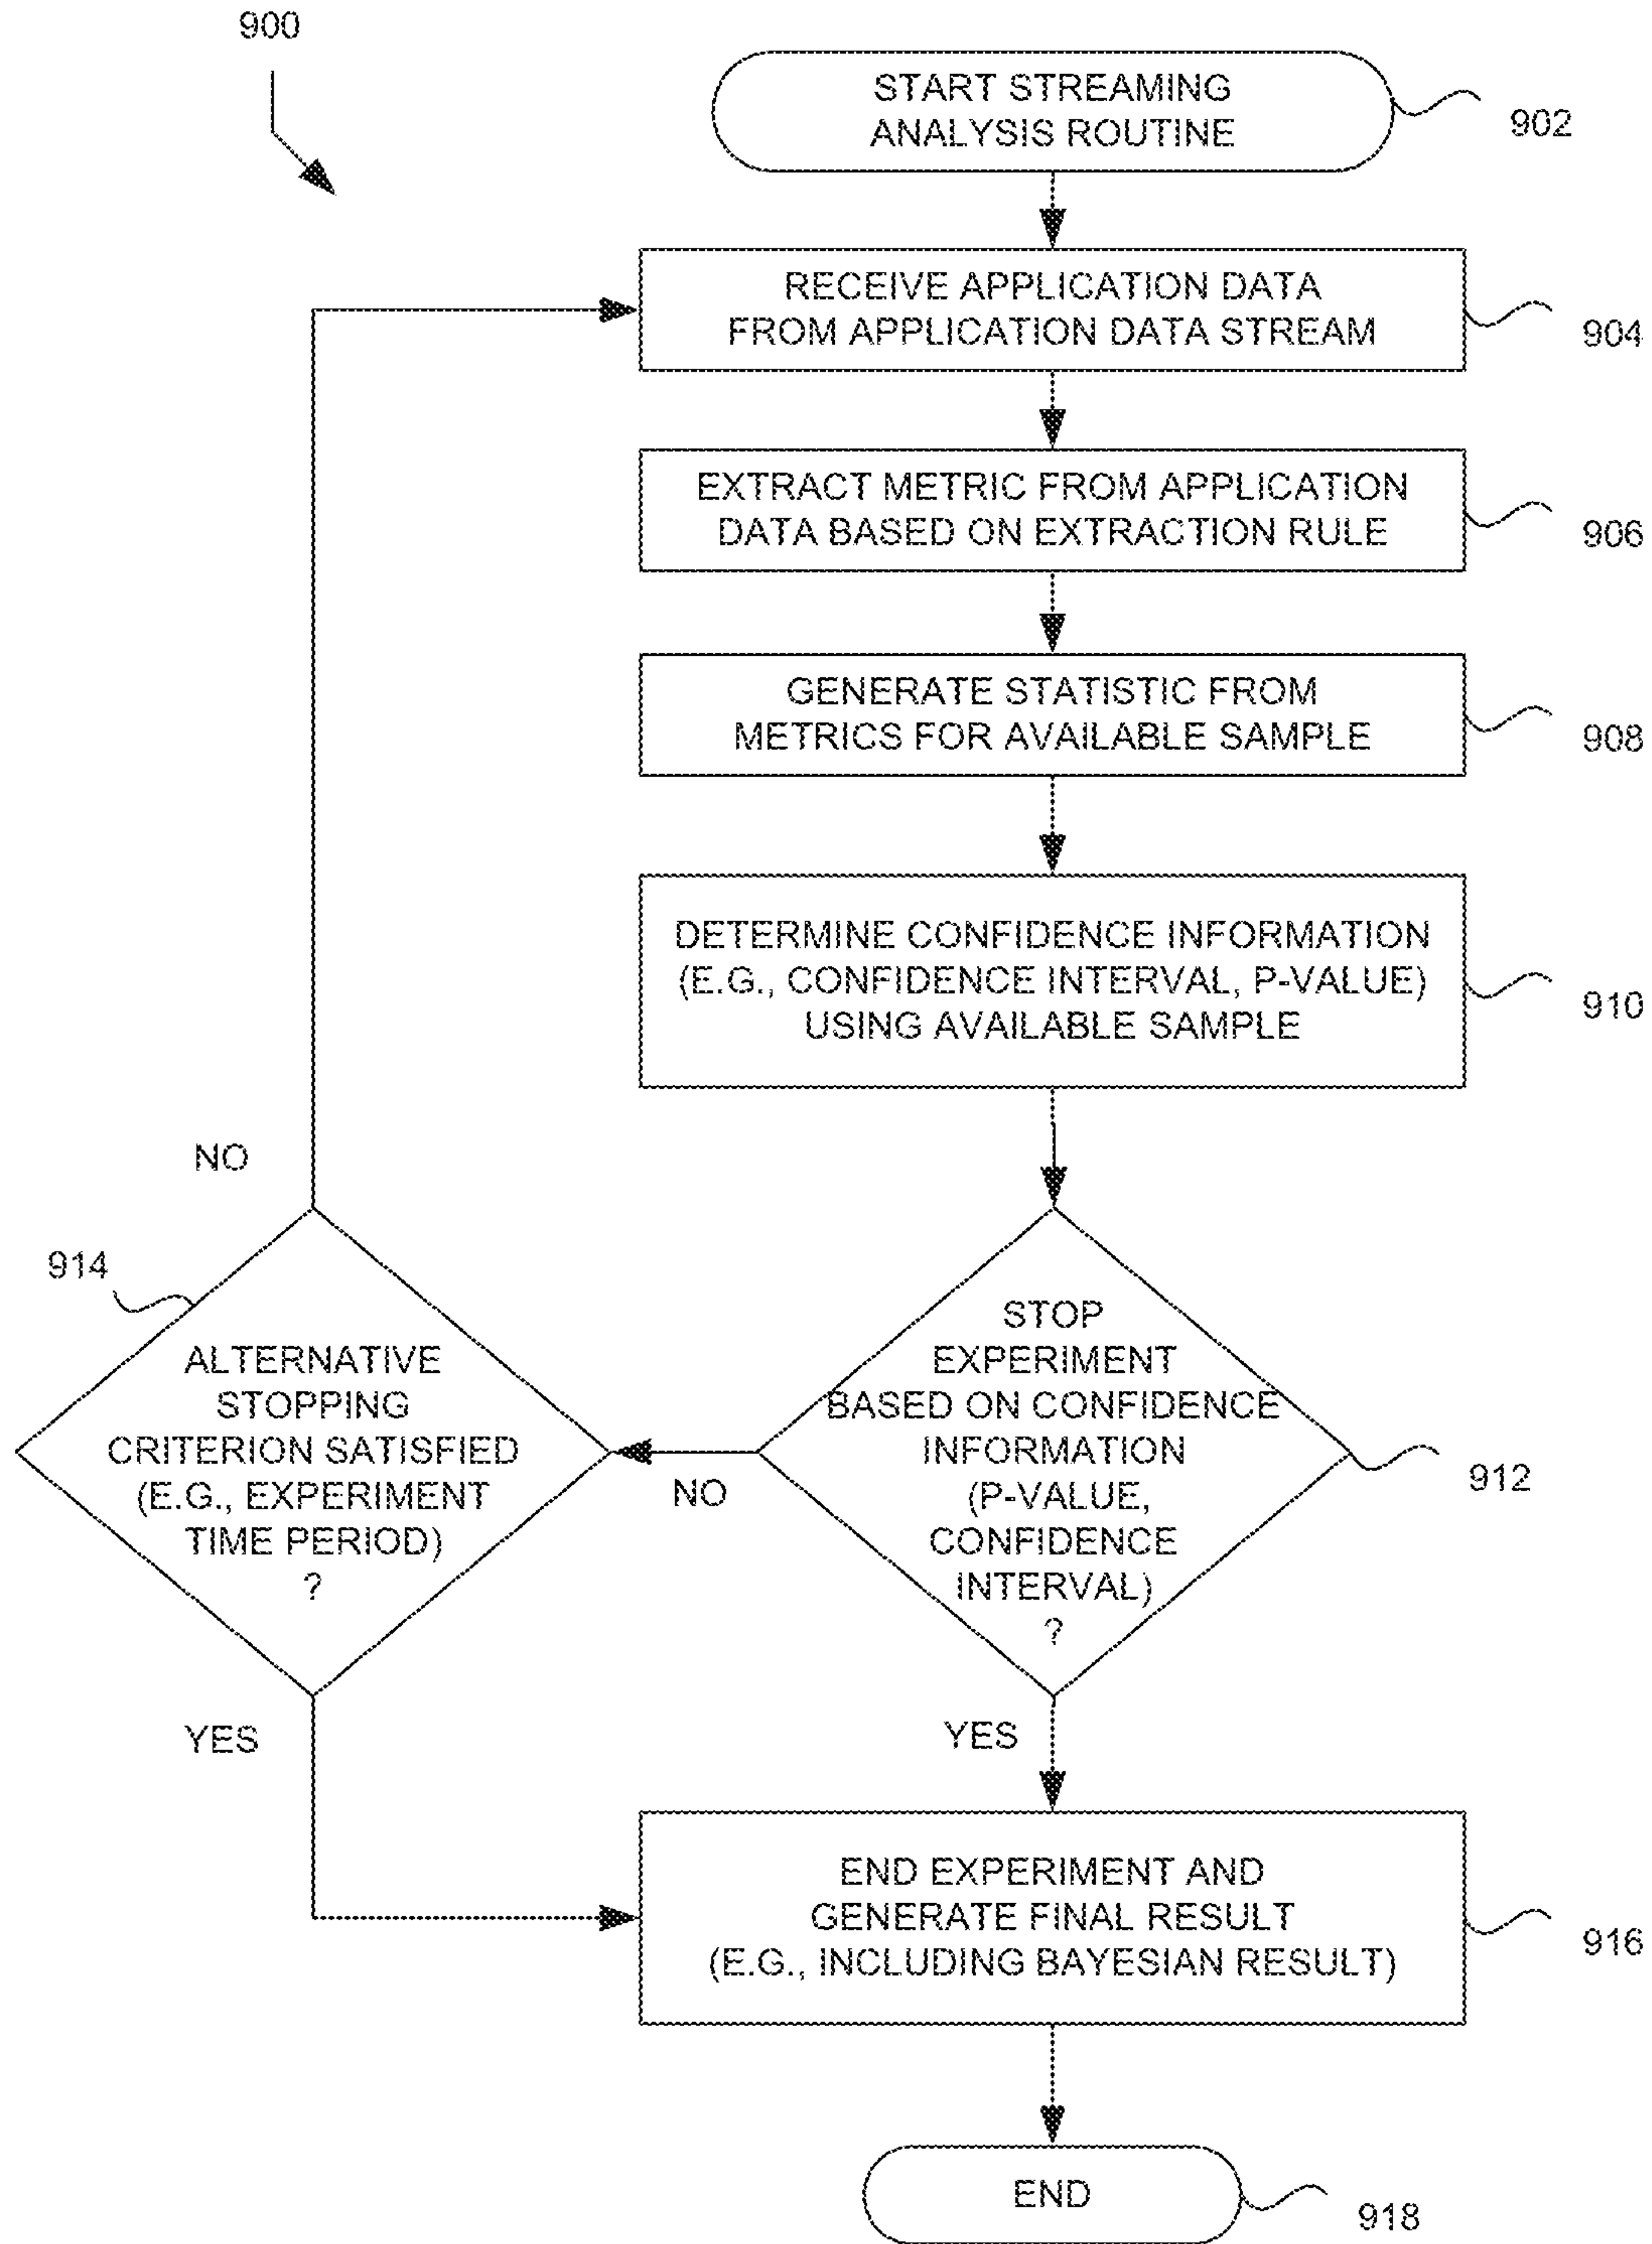 900
START STREAMING
ANALYSIS ROUTINE
902
RECEIVE APPLICATION DATA
FROM APPLICATION DATA STREAM
904
EXTRACT METRIC FROM APPLICATION
DATA BASED ON EXTRACTION RULE
906
GENERATE STATISTIC FROM
METRICS FOR AVAILABLE SAMPLE
908
DETERMINE CONFIDENCE INFORMATION
(E.G., CONFIDENCE INTERVAL, P-VALUE)
USING AVAILABLE SAMPLE
910
STOP
EXPERIMENT
BASED ON CONFIDENCE
INFORMATION
(P-VALUE,
CONFIDENCE
INTERVAL)
?
912
NO
YES
914
ALTERNATIVE
STOPPING
CRITERION SATISFIED
(E.G., EXPERIMENT
TIME PERIOD)
?
NO
YES
END EXPERIMENT AND
GENERATE FINAL RESULT
(E.G., INCLUDING BAYESIAN RESULT)
916
END
918